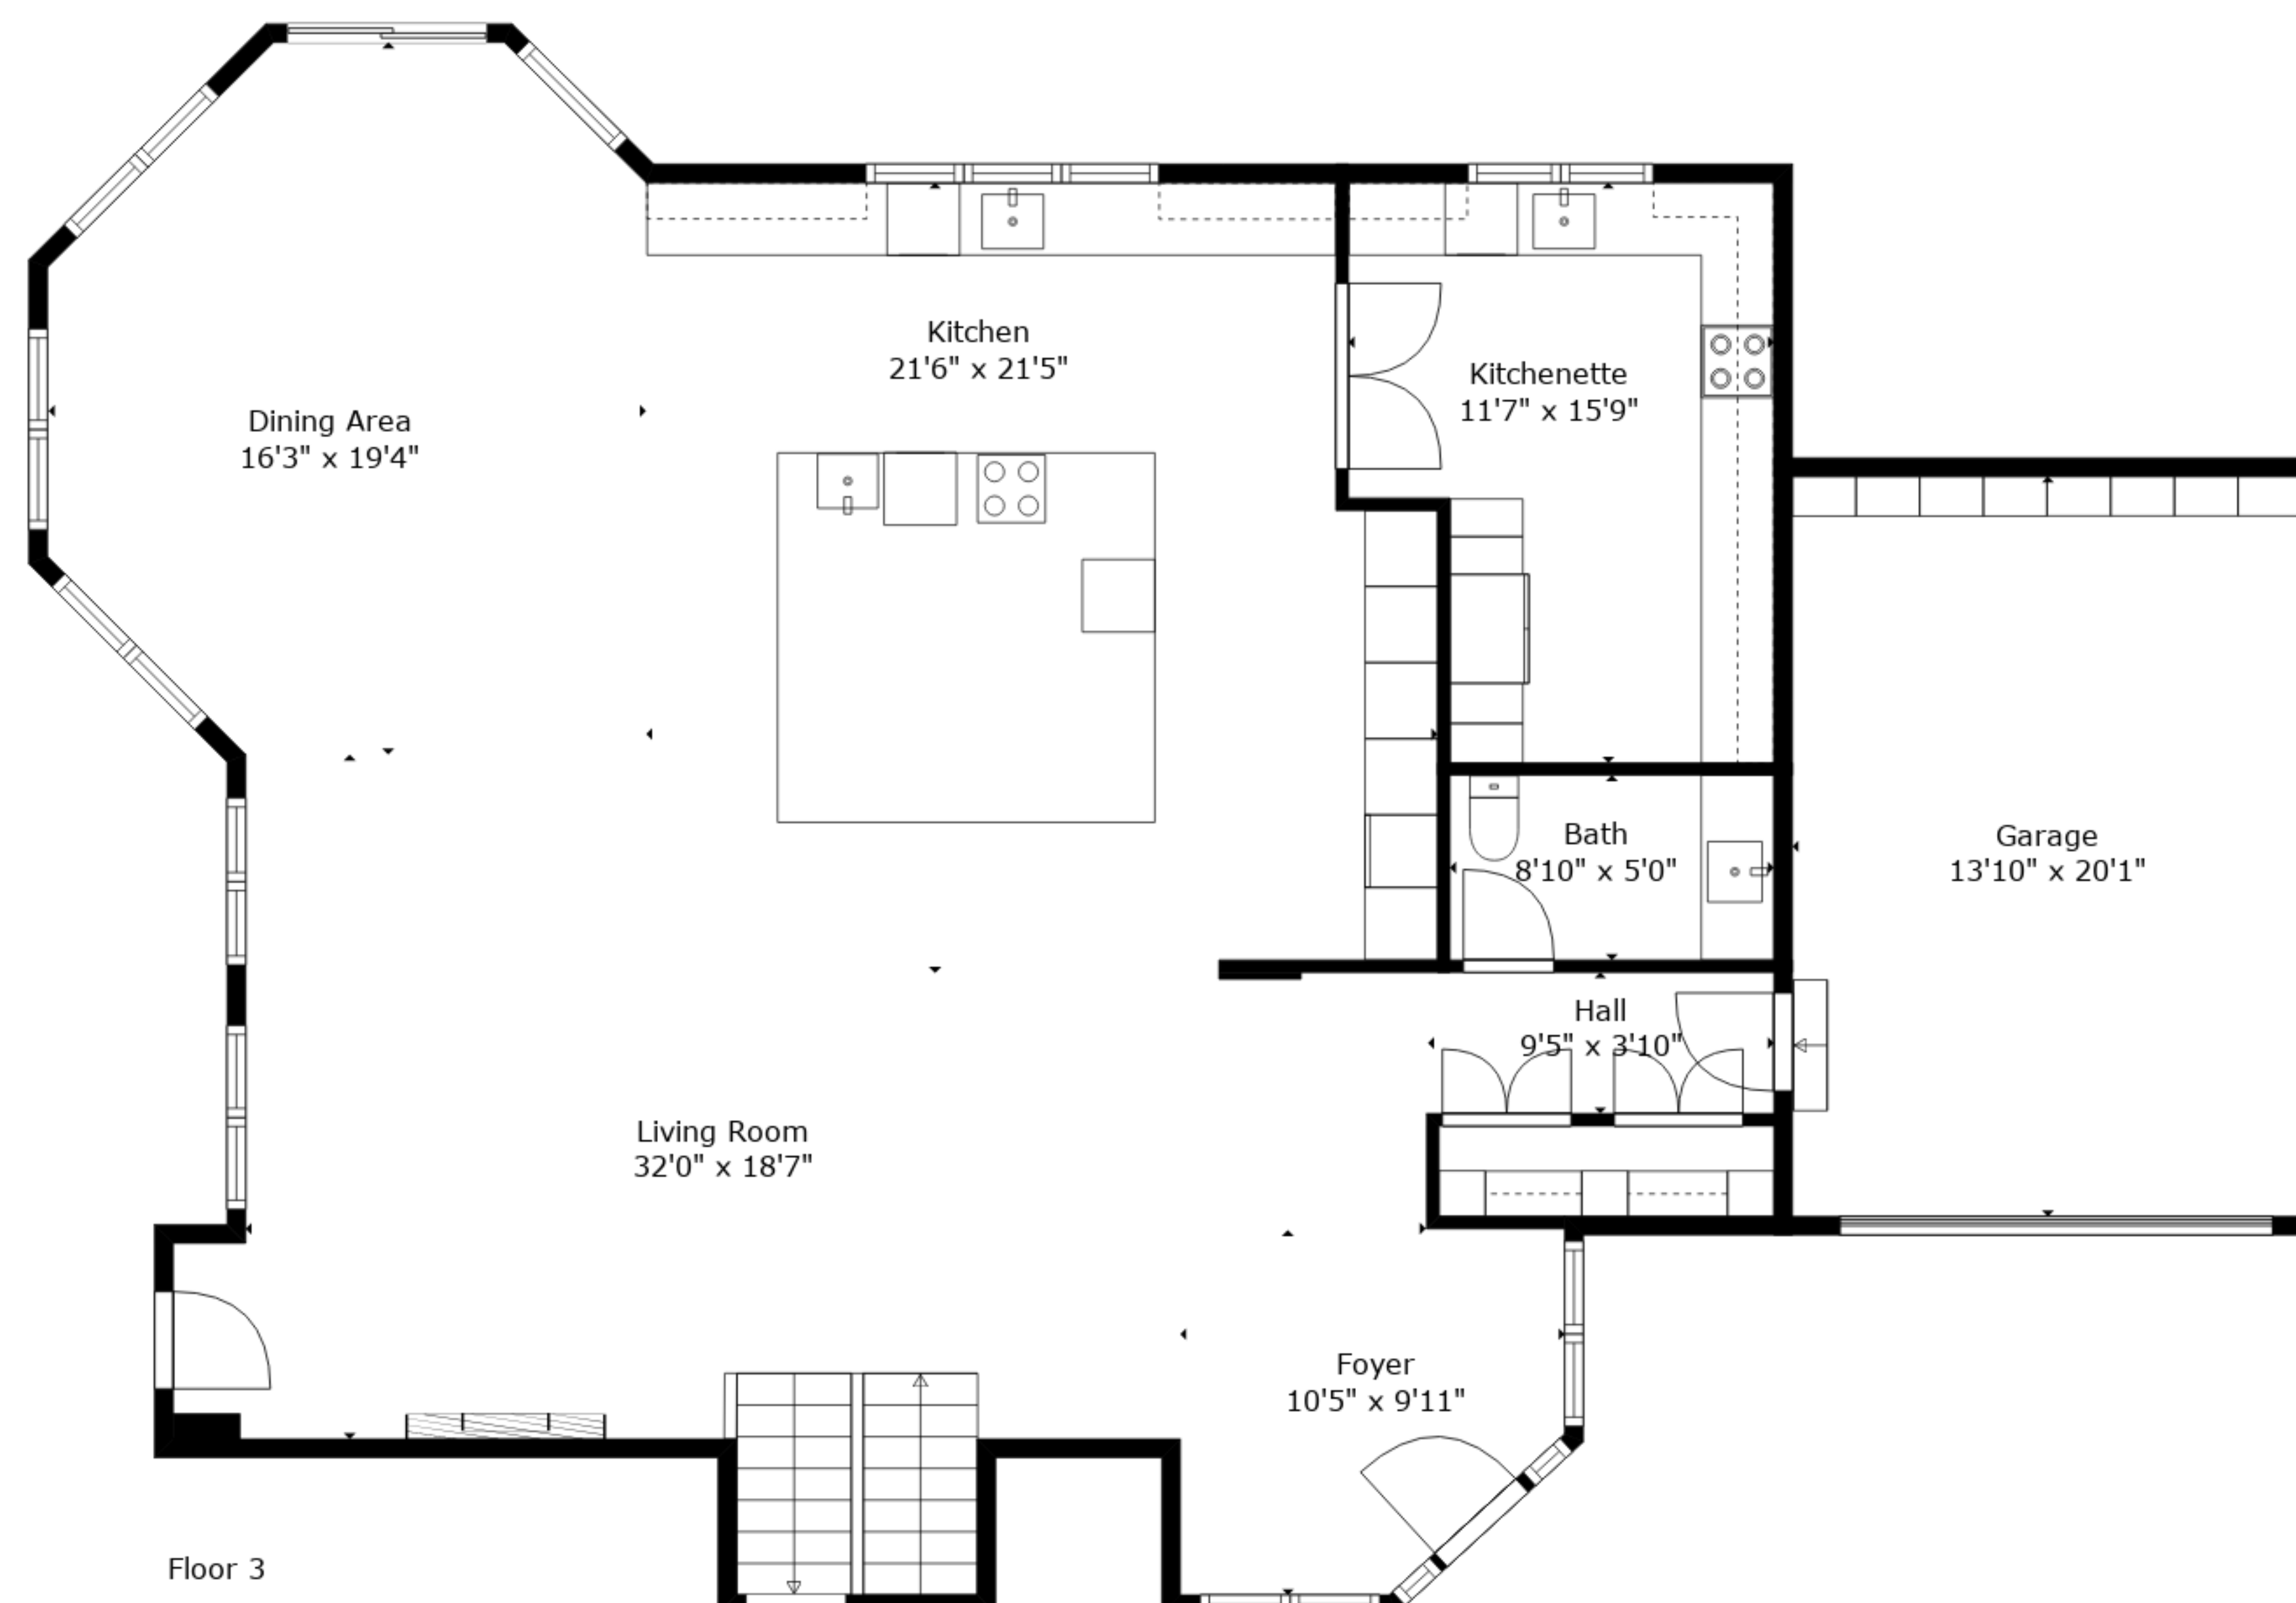 Kitchen
21'6" x 21'5"
Kitchenette
11'7" x 15'9"
Dining Area
16'3" x 19'4"
Bath
8'10" x 5'0"
Garage
13'10" x 20'1"
Hall
9'5" x 3'10"
Living Room
32'0" x 18'7"
Foyer
10'5" x 9'11"
Floor 3